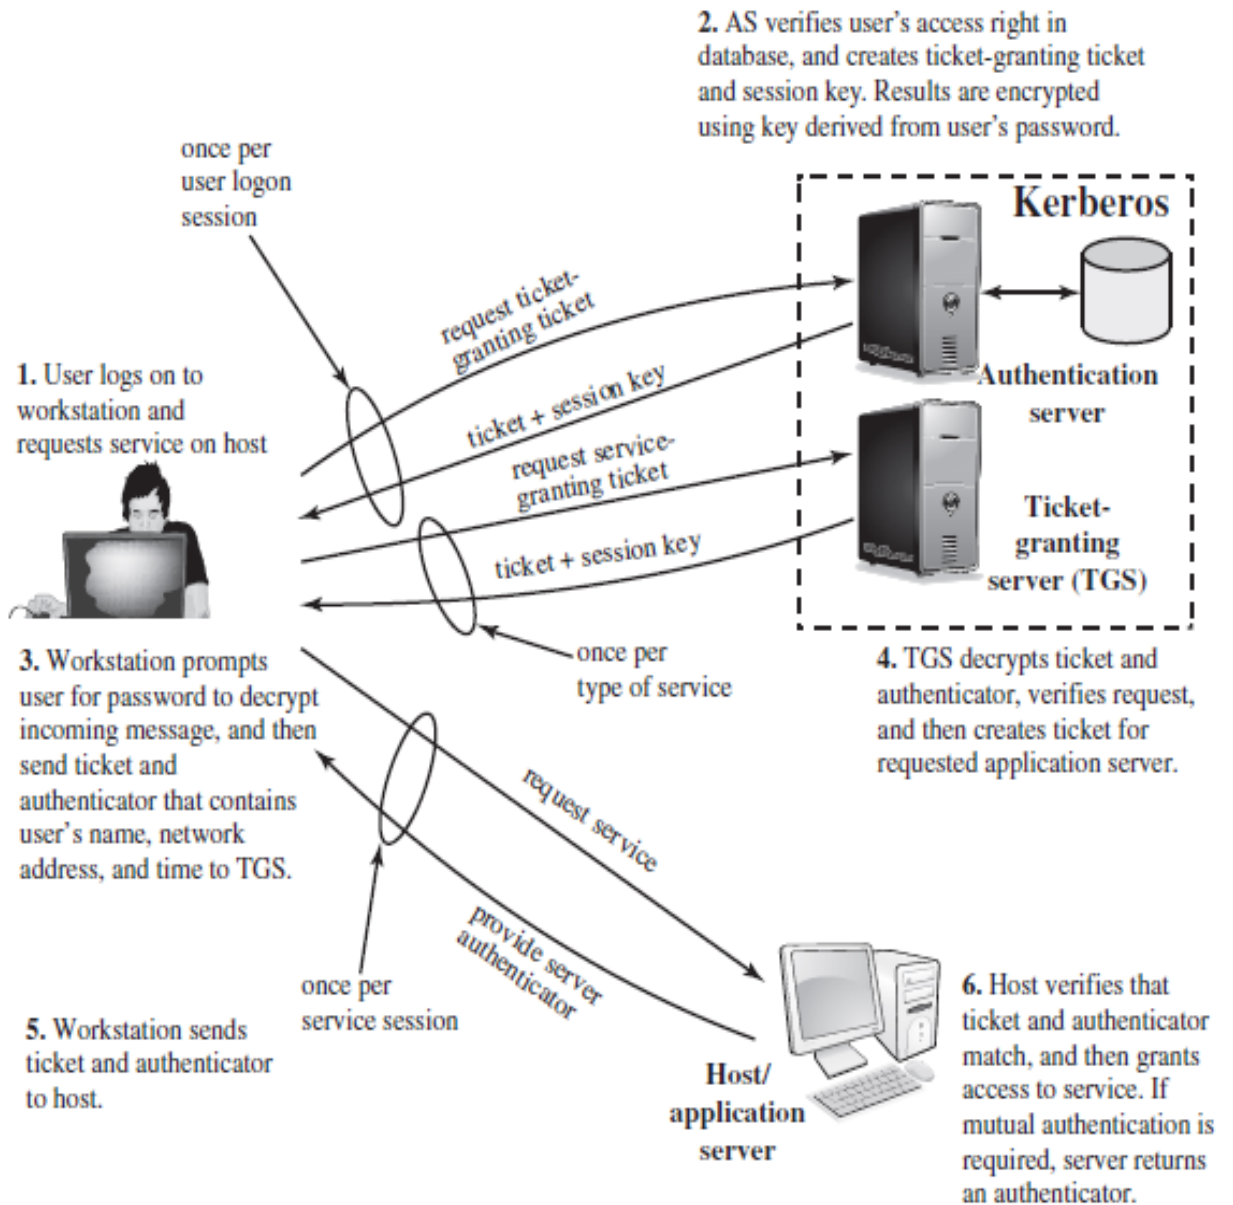 2. AS verifies user's access right in
database, and creates ticket-granting ticket
and session key. Results are encrypted
using key derived from user's password.
once per
user logon
session
Kerberos
request ticket-
granting ticket
1. User logs on to
workstation and
requests service on host
ticket + session key
Authentication
server
request service-
granting ticket
Ticket-
granting
server (TGS)
ticket + session key
once per
type of service
3. Workstation prompts
user for password to decrypt
incoming message, and then
send ticket and
authenticator that contains
user's name, network
address, and time to TGS.
4. TGS decrypts ticket and
authenticator, verifies request,
and then creates ticket for
requested application server.
request service
provide server
authenticator
once per
service session
5. Workstation sends
ticket and authenticator
to host.
Host/
application
server
6. Host verifies that
ticket and authenticator
match, and then grants
access to service. If
mutual authentication is
required, server returns
an authenticator.